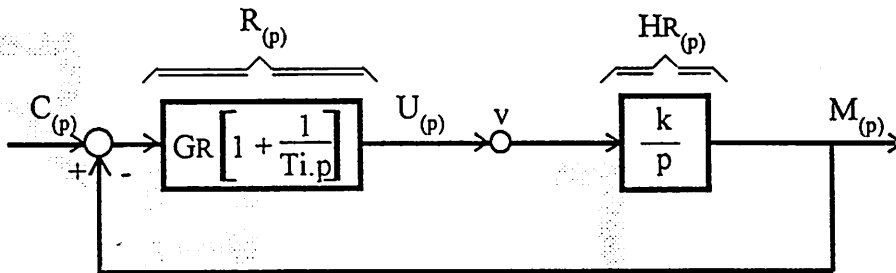 R(p)
HR(p)
C(p)
GR [1 + 1/Ti.p]
U(p)
v
k/p
M(p)
+ -